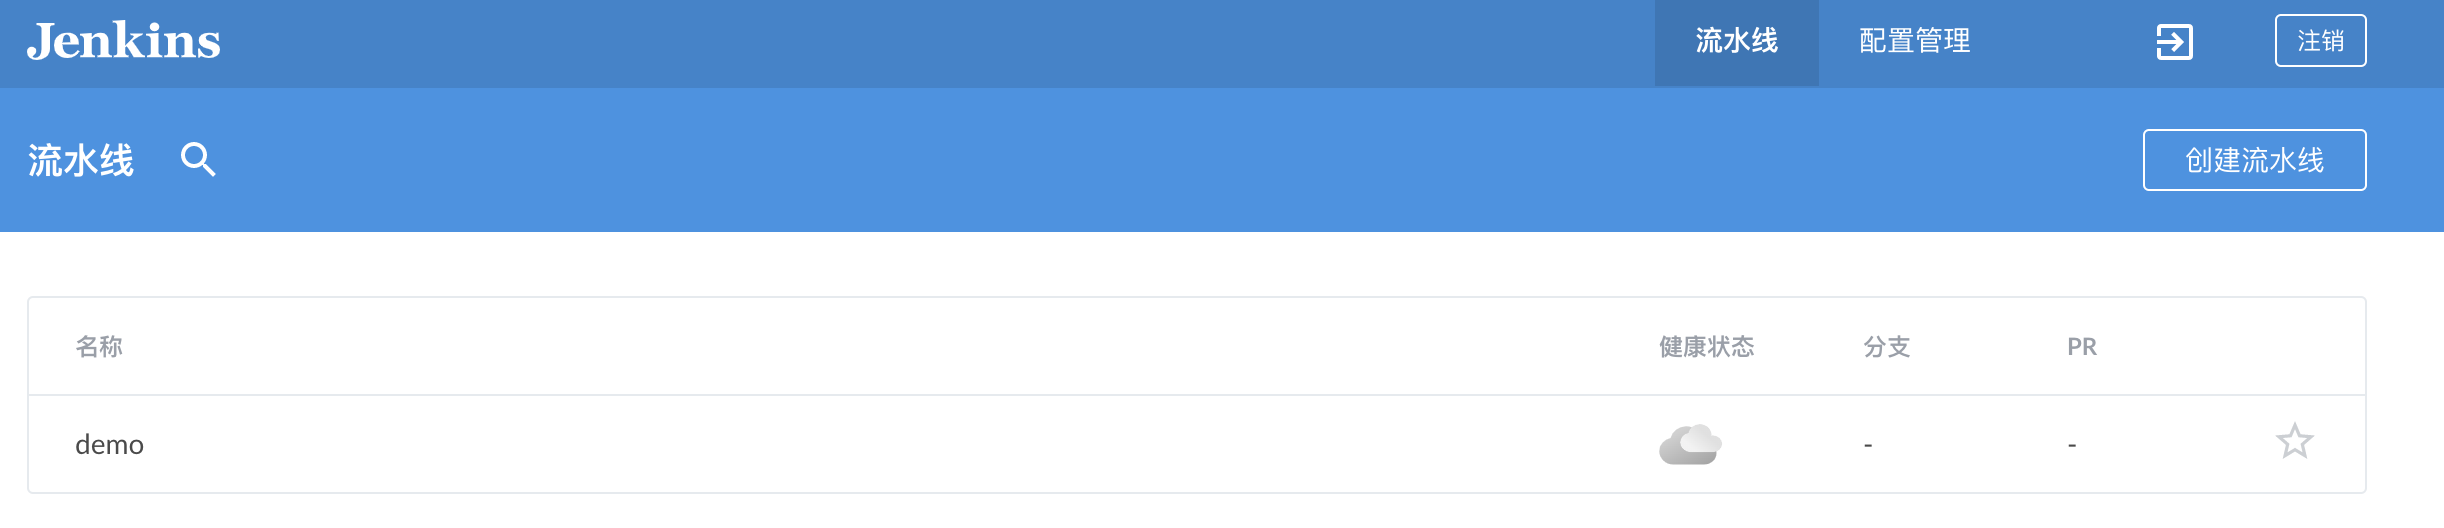 Jenkins 流水线 配置管理 注销
流水线 创建流水线
名称 健康状态 分支 PR
demo - -